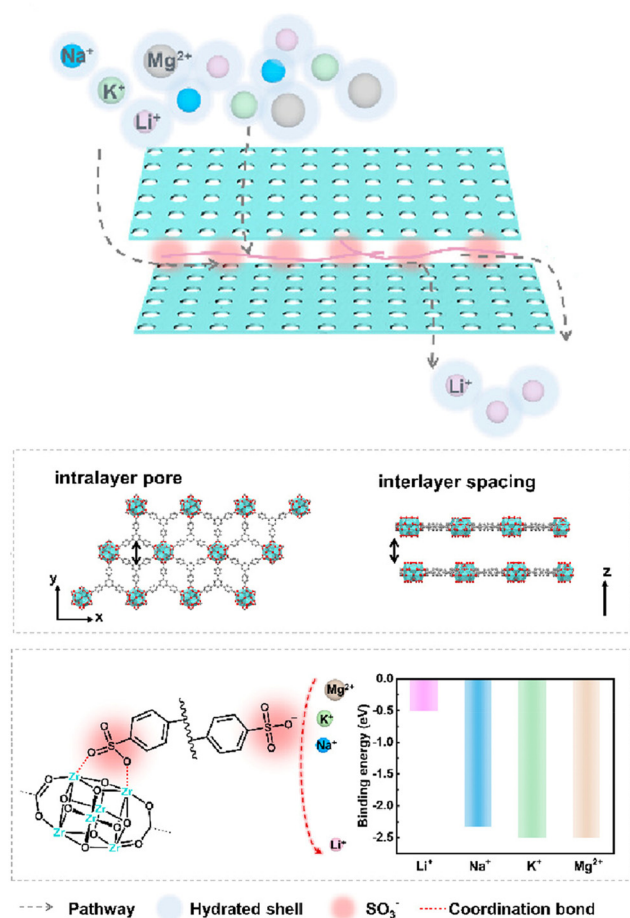 Na⁺
Mg²⁺
K⁺
Li⁺
Li⁺
intralayer pore
interlayer spacing
y
x
z
O
O
S
O
O
O
S
O⁻
O
Zr
Zr
O
O
O
O
Zr
O
Zr
O
O
O
Zr
O
Mg²⁺
K⁺
Na⁺
Li⁺
Binding energy (eV)
0.0
-0.5
-1.0
-1.5
-2.0
-2.5
Li⁺
Na⁺
K⁺
Mg²⁺
Pathway
Hydrated shell
SO₃⁻
Coordination bond